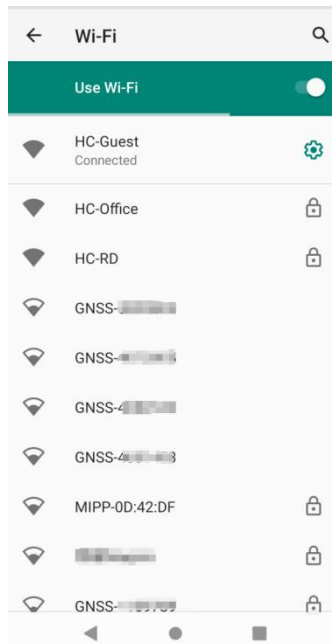 Wi-Fi
Use Wi-Fi
HC-Guest
Connected
HC-Office
HC-RD
GNSS-
GNSS-
GNSS-
GNSS-
MIPP-0D:42:DF
GNSS-